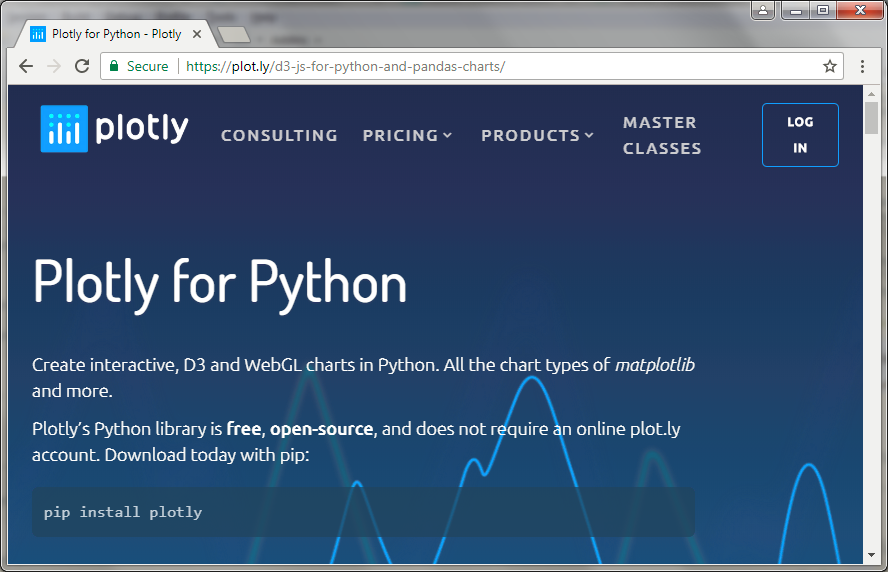 Plotly for Python - Plotly
Secure
https://plot.ly/d3-js-for-python-and-pandas-charts/
plotly
CONSULTING
PRICING
PRODUCTS
MASTER
CLASSES
LOG
IN
Plotly for Python
Create interactive, D3 and WebGL charts in Python. All the chart types of matplotlib
and more.
Plotly’s Python library is free, open-source, and does not require an online plot.ly
account. Download today with pip:
pip install plotly